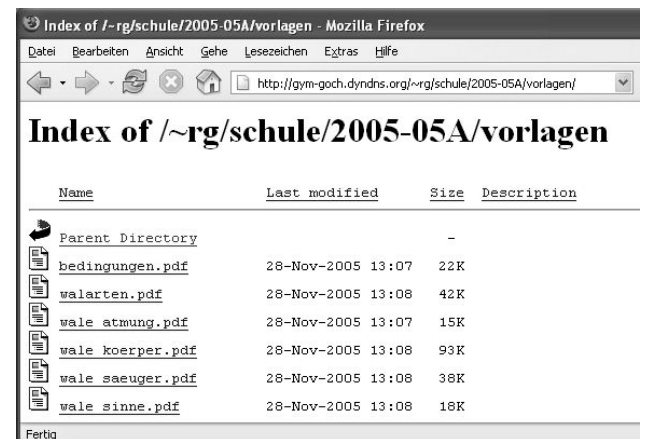 Index of /~rg/schule/2005-05A/vorlagen - Mozilla Firefox
Datei Bearbeiten Ansicht Gehe Lesezeichen Extras Hilfe
http://gym-goch.dyndns.org/~rg/schule/2005-05A/vorlagen/
Index of /~rg/schule/2005-05A/vorlagen
Name Last modified Size Description
Parent Directory -
bedingungen.pdf 28-Nov-2005 13:07 22K
walarten.pdf 28-Nov-2005 13:08 42K
wale atmung.pdf 28-Nov-2005 13:07 15K
wale koerper.pdf 28-Nov-2005 13:08 93K
wale saeuger.pdf 28-Nov-2005 13:08 38K
wale sinne.pdf 28-Nov-2005 13:08 18K
Fertig